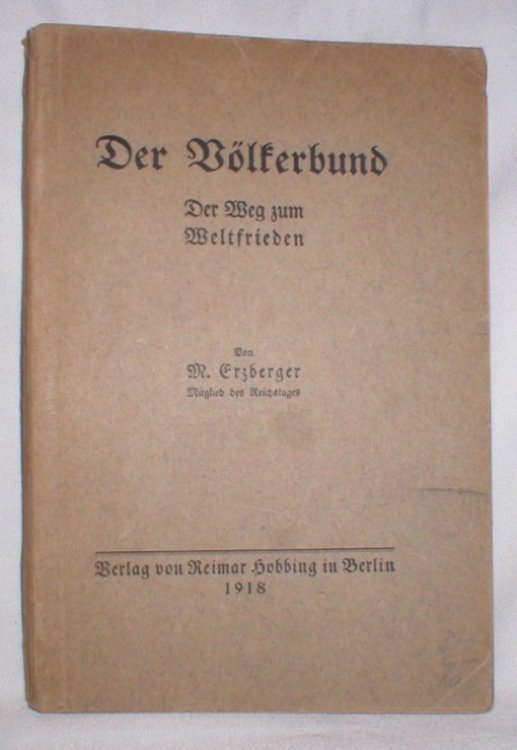 Der Völkerbund
Der Weg zum
Weltfrieden
Von
M. Erzberger
Mitglied des Reichstages
Verlag von Reimar Hobbing in Berlin
1918